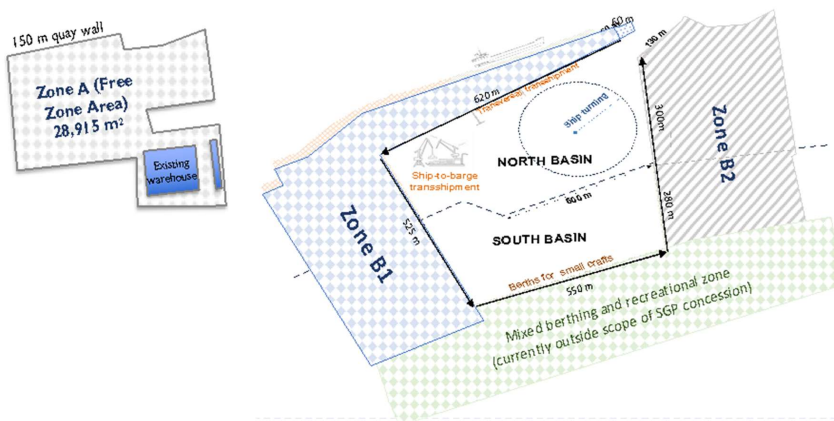 150 m quay wall
Zone A (Free
Zone Area)
28,915 m²
Existing
warehouse
60 m
130 m
620 m
transshipment
Ship turning
300m
Zone B2
NORTH BASIN
Ship-to-barge
transshipment
600 m
280 m
Zone B1
525 m
SOUTH BASIN
Berths for small crafts
550 m
Mixed berthing and recreational zone
(currently outside scope of SGP concession)